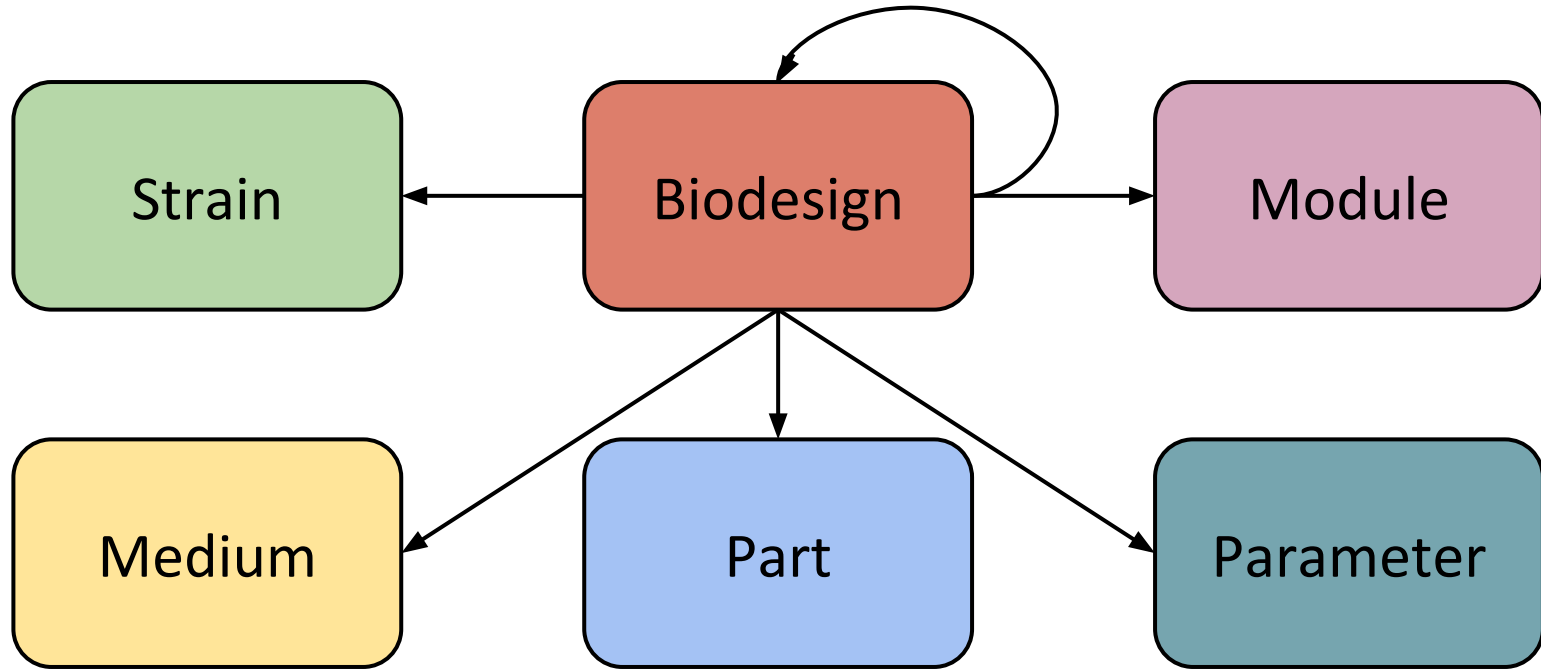 Strain
Biodesign
Module
Medium
Part
Parameter